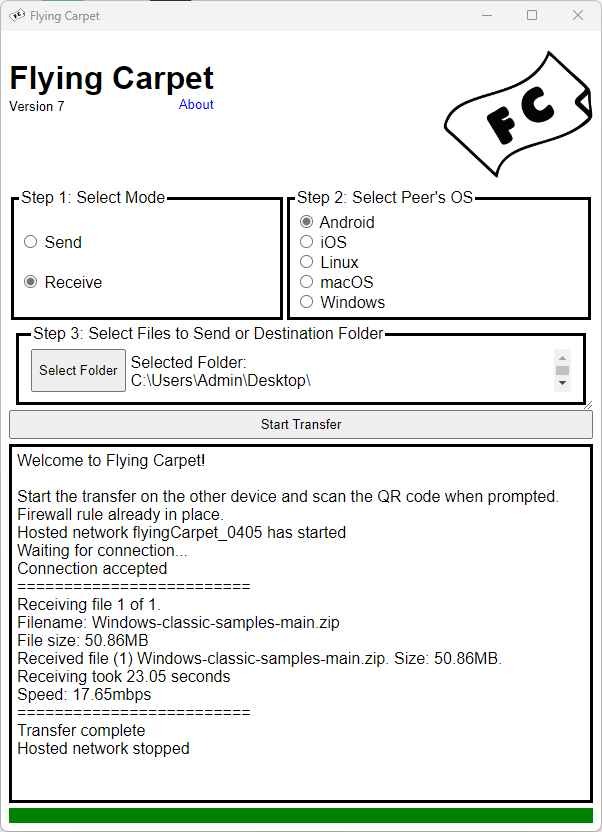 Flying Carpet
Flying Carpet
Version 7
About
FC
Step 1: Select Mode
Send
Receive
Step 2: Select Peer's OS
Android
iOS
Linux
macOS
Windows
Step 3: Select Files to Send or Destination Folder
Select Folder
Selected Folder:
C:\Users\Admin\Desktop\
Start Transfer
Welcome to Flying Carpet!
Start the transfer on the other device and scan the QR code when prompted.
Firewall rule already in place.
Hosted network flyingCarpet_0405 has started
Waiting for connection...
Connection accepted
=========================
Receiving file 1 of 1.
Filename: Windows-classic-samples-main.zip
File size: 50.86MB
Received file (1) Windows-classic-samples-main.zip. Size: 50.86MB.
Receiving took 23.05 seconds
Speed: 17.65mbps
=========================
Transfer complete
Hosted network stopped